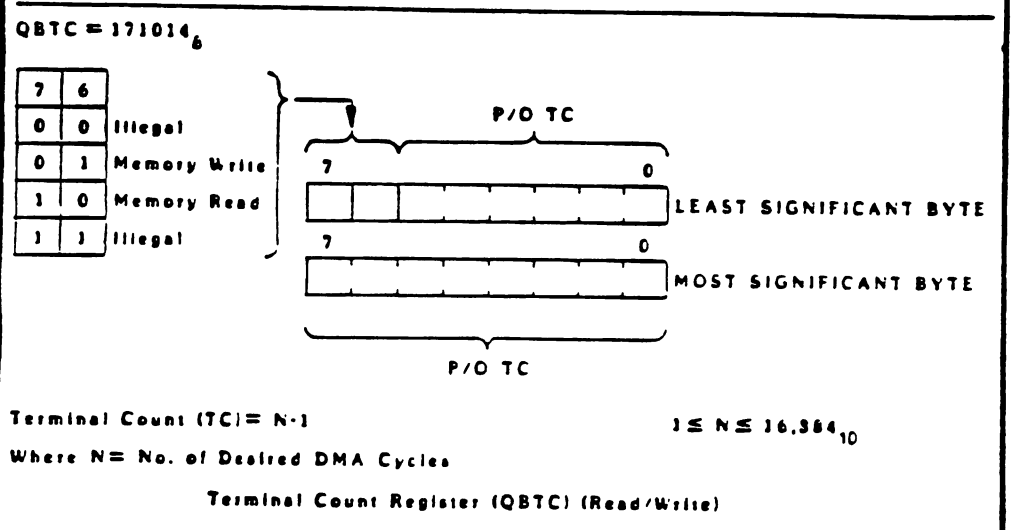 QBTC = 171014₈
7 6
0 0 Illegal
0 1 Memory Write
1 0 Memory Read
1 1 Illegal
P/O TC
7 0
LEAST SIGNIFICANT BYTE
7 0
MOST SIGNIFICANT BYTE
P/O TC
Terminal Count (TC) = N-1
1 ≤ N ≤ 16,384₁₀
Where N = No. of Desired DMA Cycles
Terminal Count Register (QBTC) (Read/Write)